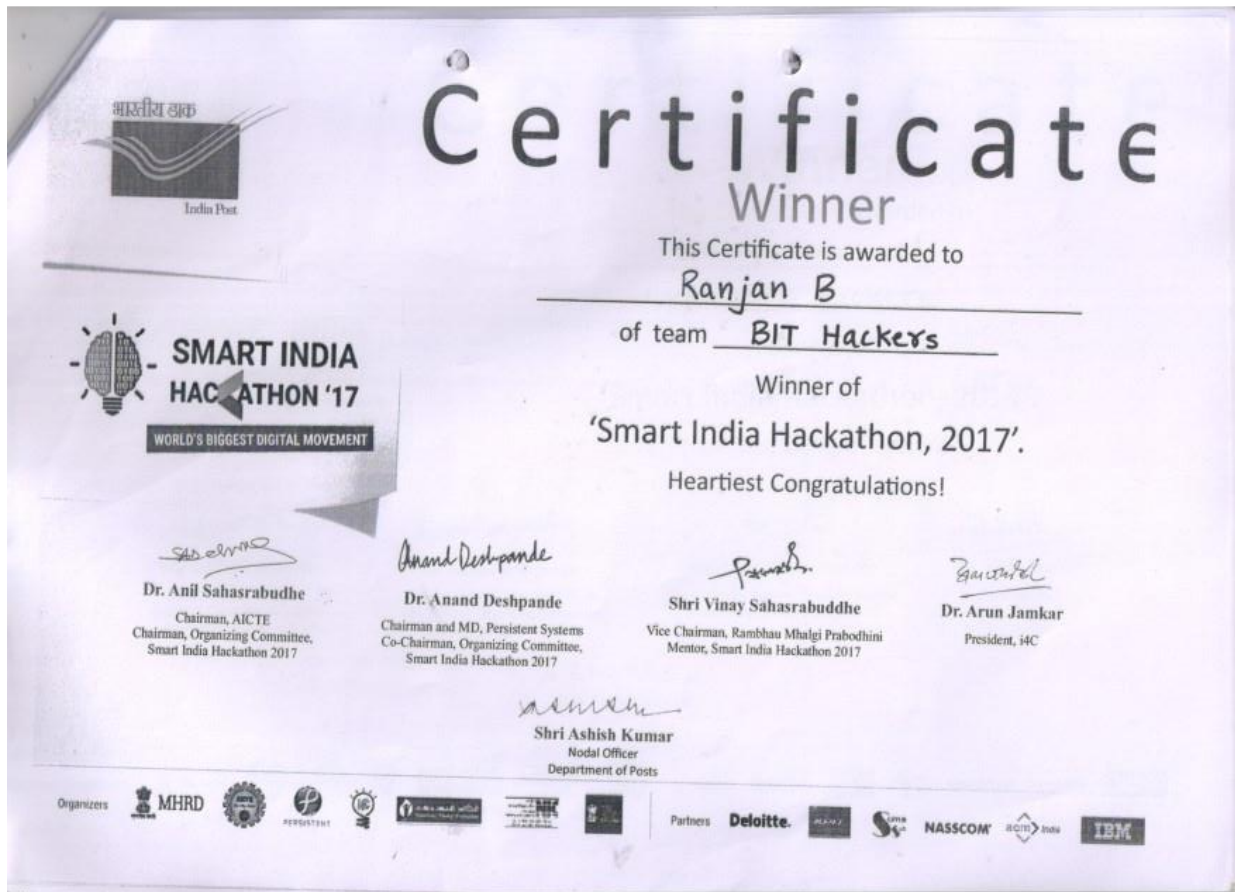 भारतीय डाक
India Post
Certificate
Winner
This Certificate is awarded to
Ranjan B
of team BIT Hackers
Winner of
'Smart India Hackathon, 2017'.
Heartiest Congratulations!
SMART INDIA
HACKATHON '17
WORLD'S BIGGEST DIGITAL MOVEMENT
Anand Deshpande
Dr. Anil Sahasrabudhe
Chairman, AICTE
Chairman, Organizing Committee,
Smart India Hackathon 2017
Dr. Anand Deshpande
Chairman and MD, Persistent Systems
Co-Chairman, Organizing Committee,
Smart India Hackathon 2017
Shri Vinay Sahasrabuddhe
Vice Chairman, Rambhau Mhalgi Prabodhini
Mentor, Smart India Hackathon 2017
Dr. Arun Jamkar
President, i4C
Shri Ashish Kumar
Nodal Officer
Department of Posts
Organizers MHRD PERSISTENT
Partners Deloitte. NASSCOM acm India IBM